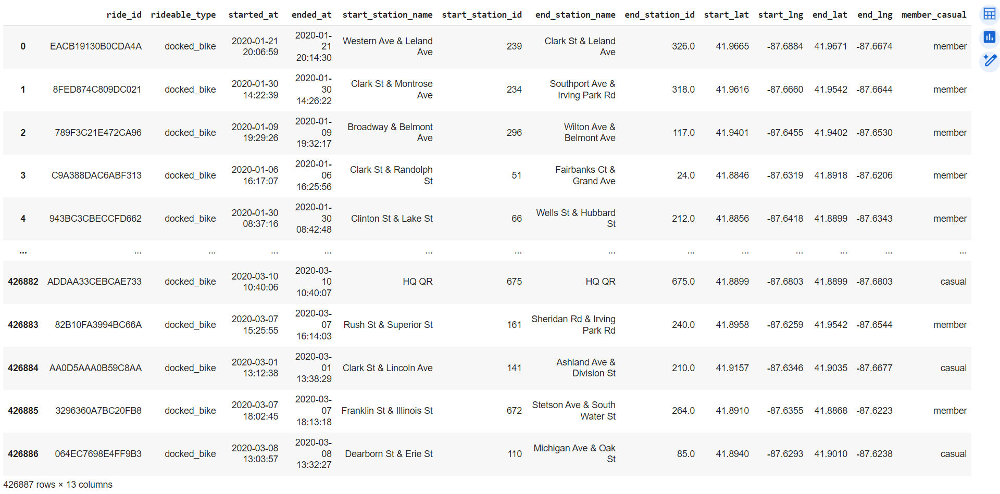 ride_id rideable_type started_at ended_at start_station_name start_station_id end_station_name end_station_id start_lat start_lng end_lat end_lng member_casual
0 EACB19130B0CDA4A docked_bike 2020-01-21 20:06:59 2020-01-21 20:14:30 Western Ave & Leland Ave 239 Clark St & Leland Ave 326.0 41.9665 -87.6884 41.9671 -87.6674 member
1 8FED874C809DC021 docked_bike 2020-01-30 14:22:39 2020-01-30 14:26:22 Clark St & Montrose Ave 234 Southport Ave & Irving Park Rd 318.0 41.9616 -87.6660 41.9542 -87.6644 member
2 789F3C21E472CA96 docked_bike 2020-01-09 19:29:26 2020-01-09 19:32:17 Broadway & Belmont Ave 296 Wilton Ave & Belmont Ave 117.0 41.9401 -87.6455 41.9402 -87.6530 member
3 C9A388DAC6ABF313 docked_bike 2020-01-06 16:17:07 2020-01-06 16:25:56 Clark St & Randolph St 51 Fairbanks Ct & Grand Ave 24.0 41.8846 -87.6319 41.8918 -87.6206 member
4 943BC3CBECCFD662 docked_bike 2020-01-30 08:37:16 2020-01-30 08:42:48 Clinton St & Lake St 66 Wells St & Hubbard St 212.0 41.8856 -87.6418 41.8899 -87.6343 member
... ... ... ... ... ... ... ... ... ... ... ... ... ...
426882 ADDAA33CEBCAE733 docked_bike 2020-03-10 10:40:06 2020-03-10 10:40:07 HQ QR 675 HQ QR 675.0 41.8899 -87.6803 41.8899 -87.6803 casual
426883 82B10FA3994BC66A docked_bike 2020-03-07 15:25:55 2020-03-07 16:14:03 Rush St & Superior St 161 Sheridan Rd & Irving Park Rd 240.0 41.8958 -87.6259 41.9542 -87.6544 member
426884 AA0D5AAA0B59C8AA docked_bike 2020-03-01 13:12:38 2020-03-01 13:38:29 Clark St & Lincoln Ave 141 Ashland Ave & Division St 210.0 41.9157 -87.6346 41.9035 -87.6677 casual
426885 3296360A7BC20FB8 docked_bike 2020-03-07 18:02:45 2020-03-07 18:13:18 Franklin St & Illinois St 672 Stetson Ave & South Water St 264.0 41.8910 -87.6355 41.8868 -87.6223 member
426886 064EC7698E4FF9B3 docked_bike 2020-03-08 13:03:57 2020-03-08 13:32:27 Dearborn St & Erie St 110 Michigan Ave & Oak St 85.0 41.8940 -87.6293 41.9010 -87.6238 casual
426887 rows × 13 columns